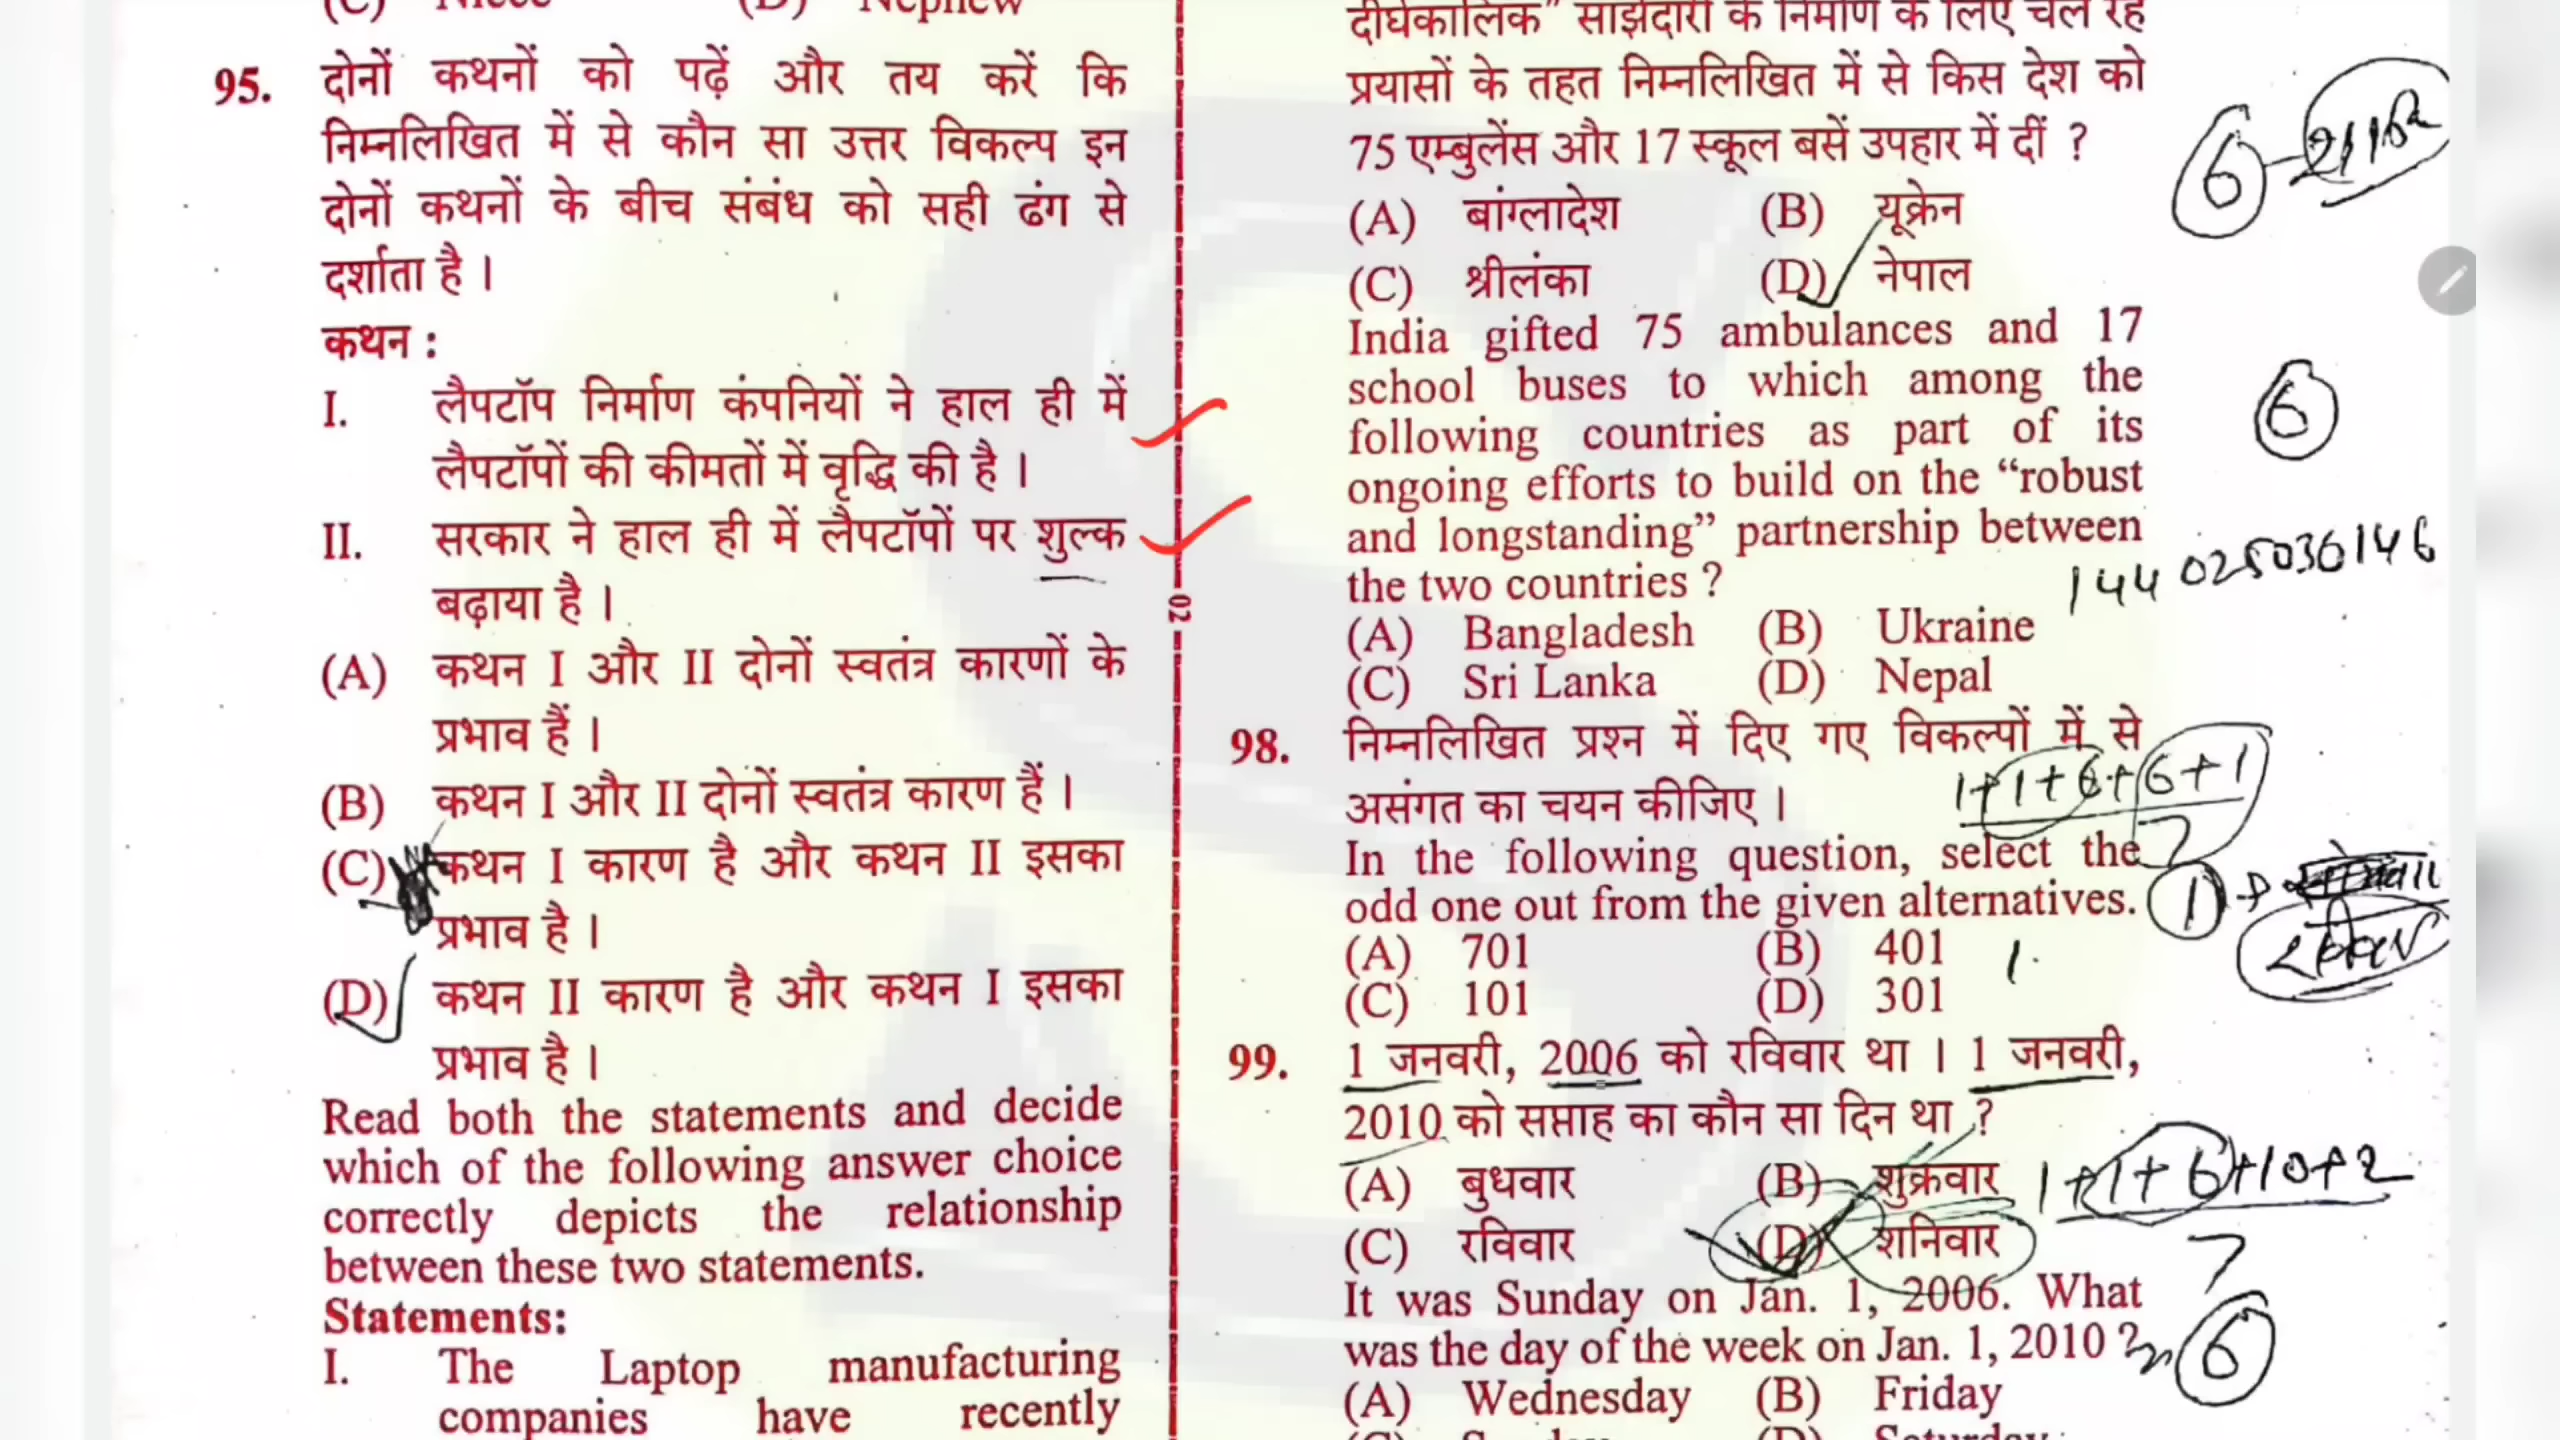 95. दोनों कथनों को पढ़ें और तय करें कि
निम्नलिखित में से कौन सा उत्तर विकल्प इन
दोनों कथनों के बीच संबंध को सही ढंग से
दर्शाता है ।
कथन :
I. लैपटॉप निर्माण कंपनियों ने हाल ही में
लैपटॉपों की कीमतों में वृद्धि की है ।
II. सरकार ने हाल ही में लैपटॉपों पर शुल्क
बढ़ाया है ।
(A) कथन I और II दोनों स्वतंत्र कारणों के
प्रभाव हैं ।
(B) कथन I और II दोनों स्वतंत्र कारण हैं ।
(C) कथन I कारण है और कथन II इसका
प्रभाव है ।
(D) कथन II कारण है और कथन I इसका
प्रभाव है ।
Read both the statements and decide
which of the following answer choice
correctly depicts the relationship
between these two statements.
Statements:
I. The Laptop manufacturing
companies have recently
02
दीर्घकालिक” साझेदारी के निर्माण के लिए चल रहे
प्रयासों के तहत निम्नलिखित में से किस देश को
75 एम्बुलेंस और 17 स्कूल बसें उपहार में दीं ?
(A) बांग्लादेश (B) यूक्रेन
(C) श्रीलंका (D) नेपाल
India gifted 75 ambulances and 17
school buses to which among the
following countries as part of its
ongoing efforts to build on the “robust
and longstanding” partnership between
the two countries ?
(A) Bangladesh (B) Ukraine
(C) Sri Lanka (D) Nepal
98. निम्नलिखित प्रश्न में दिए गए विकल्पों में से
असंगत का चयन कीजिए ।
In the following question, select the
odd one out from the given alternatives.
(A) 701 (B) 401
(C) 101 (D) 301
99. 1 जनवरी, 2006 को रविवार था । 1 जनवरी,
2010 को सप्ताह का कौन सा दिन था ?
(A) बुधवार (B) शुक्रवार
(C) रविवार (D) शनिवार
It was Sunday on Jan. 1, 2006. What
was the day of the week on Jan. 1, 2010 ?
(A) Wednesday (B) Friday
6
6
144025036146
1+1+6+6+1
7
1
1+1+6+10+2
7
6